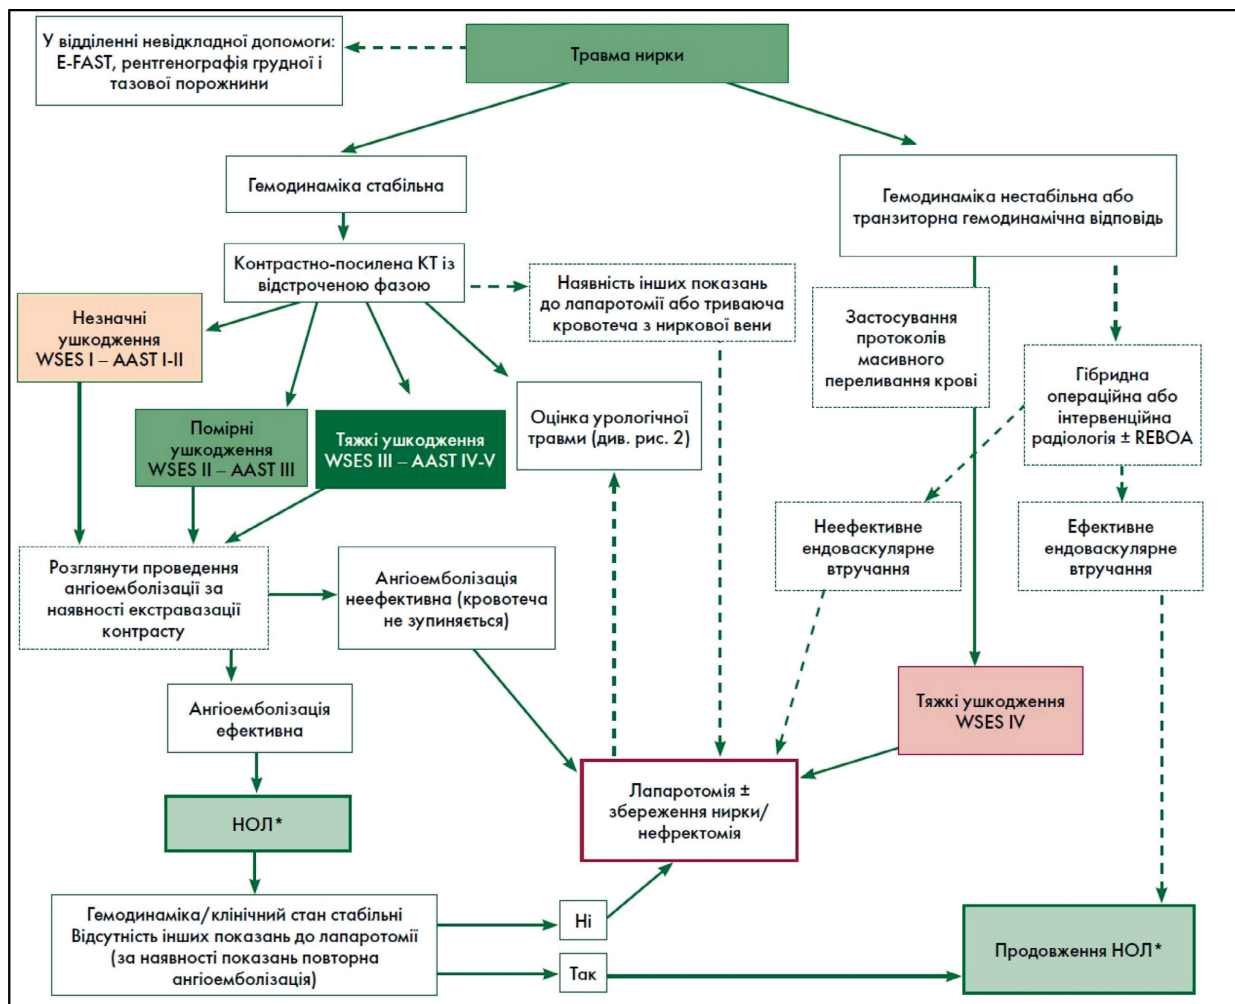 У відділенні невідкладної допомоги:
E-FAST, рентгенографія грудної і
тазової порожнини
Травма нирки
Гемодинаміка стабільна
Гемодинаміка нестабільна або
транзиторна гемодинамічна відповідь
Контрастно-посилена КТ із
відстроченою фазою
Наявність інших показань
до лапаротомії або триваюча
кровотеча з ниркової вени
Застосування
протоколів
масивного
переливання крові
Гібридна
операційна або
інтервенційна
радіологія ± REBOA
Незначні
ушкодження
WSES I – AAST I-II
Помірні
ушкодження
WSES II – AAST III
Тяжкі ушкодження
WSES III – AAST IV-V
Оцінка урологічної
травми (див. рис. 2)
Неефективне
ендоваскулярне
втручання
Ефективне
ендоваскулярне
втручання
Розглянути проведення
ангіоемболізації за
наявності екстравазації
контрасту
Ангіоемболізація
неефективна (кровотеча
не зупиняється)
Ангіоемболізація
ефективна
Тяжкі ушкодження
WSES IV
Лапаротомія ±
збереження нирки/
нефректомія
НОЛ*
Гемодинаміка/клінічний стан стабільні
Відсутність інших показань до лапаротомії
(за наявності показань повторна
ангіоемболізація)
Ні
Так
Продовження НОЛ*